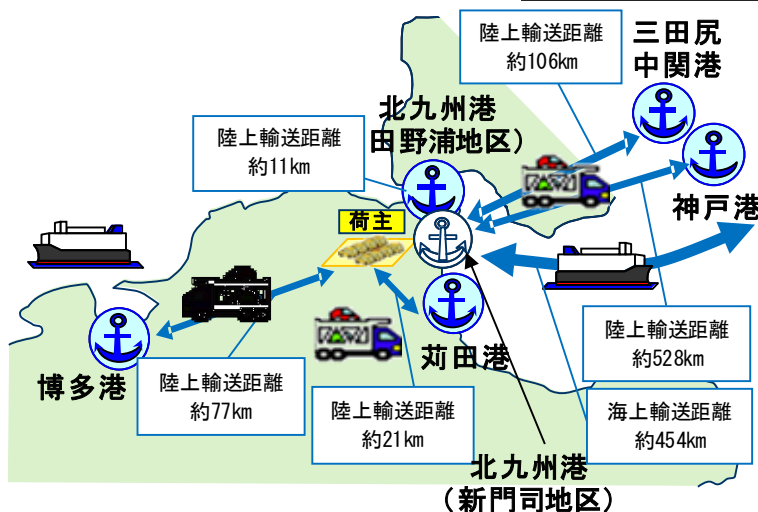 陸上輸送距離
約106km
三田尻
中関港
北九州港
田野浦地区）
陸上輸送距離
約11km
神戸港
荷主
陸上輸送距離
約528km
苅田港
博多港
陸上輸送距離
約77km
陸上輸送距離
約21km
海上輸送距離
約454km
北九州港
（新門司地区）